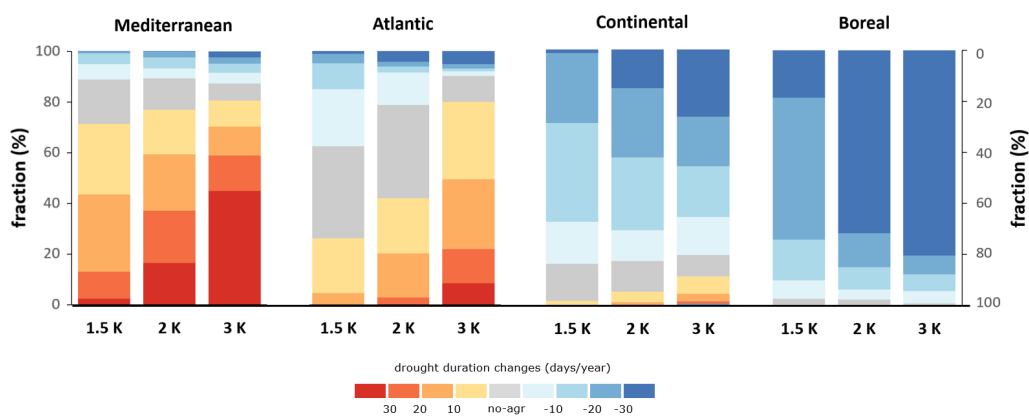 Mediterranean Atlantic Continental Boreal
100 0
80 20
60 40
40 60
20 80
0 100
fraction (%)
fraction (%)
1.5 K 2 K 3 K 1.5 K 2 K 3 K 1.5 K 2 K 3 K 1.5 K 2 K 3 K
drought duration changes (days/year)
30 20 10 no-agr -10 -20 -30